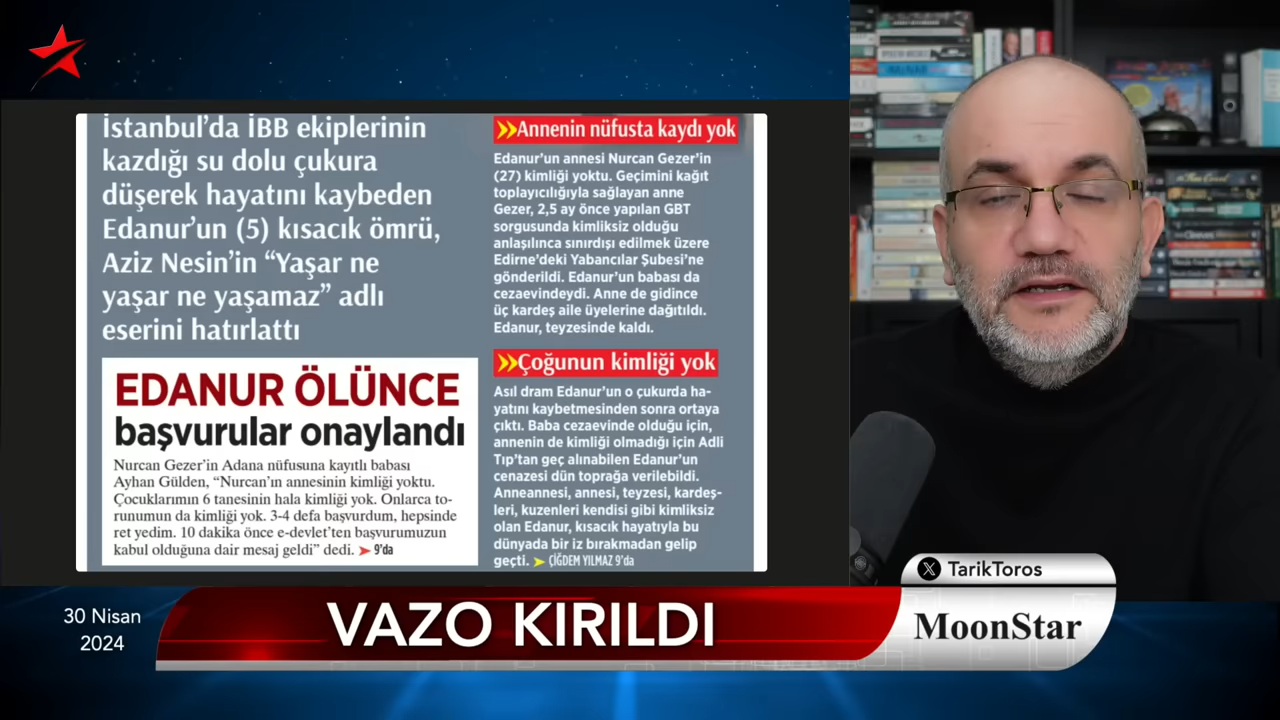 İstanbul'da İBB ekiplerinin
kazdığı su dolu çukura
düşerek hayatını kaybeden
Edanur'un (5) kısacık ömrü,
Aziz Nesin'in “Yaşar ne
yaşar ne yaşamaz” adlı
eserini hatırlattı
EDANUR ÖLÜNCE
başvurular onaylandı
Nurcan Gezer'in Adana nüfusuna kayıtlı babası
Ayhan Gülden, “Nurcan'ın annesinin kimliği yoktu.
Çocuklarımın 6 tanesinin hala kimliği yok. Onlarca to-
runumun da kimliği yok. 3-4 defa başvurdum, hepsinde
ret yedim. 10 dakika önce e-devlet'ten başvurumuzun
kabul olduğuna dair mesaj geldi” dedi. ➤ 9'da
»Annenin nüfusta kaydı yok
Edanur'un annesi Nurcan Gezer'in
(27) kimliği yoktu. Geçimini kağıt
toplayıcılığıyla sağlayan anne
Gezer, 2,5 ay önce yapılan GBT
sorgusunda kimliksiz olduğu
anlaşılınca sınırdışı edilmek üzere
Edirne'deki Yabancılar Şubesi'ne
gönderildi. Edanur'un babası da
cezaevindeydi. Anne de gidince
üç kardeş aile üyelerine dağıtıldı.
Edanur, teyzesinde kaldı.
»Çoğunun kimliği yok
Asıl dram Edanur'un o çukurda ha-
yatını kaybetmesinden sonra ortaya
çıktı. Baba cezaevinde olduğu için,
annenin de kimliği olmadığı için Adli
Tıp'tan geç alınabilen Edanur'un
cenazesi dün toprağa verilebildi.
Anneannesi, annesi, teyzesi, kardeş-
leri, kuzenleri kendisi gibi kimliksiz
olan Edanur, kısacık hayatıyla bu
dünyada bir iz bırakmadan gelip
geçti. ➤ ÇİĞDEM YILMAZ 9'da
X TarikToros
MoonStar
30 Nisan
2024
VAZO KIRILDI